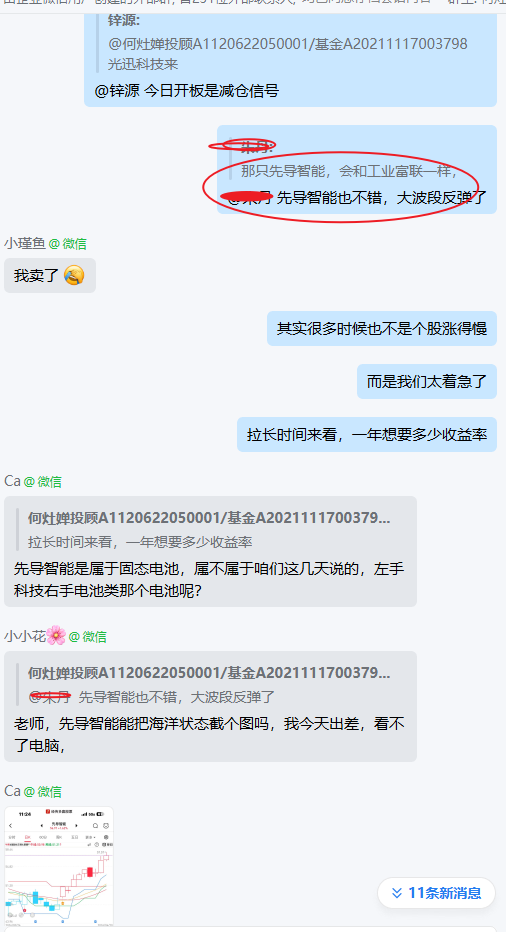 锌源:
@何灶婵投顾A1120622050001/基金A20211117003798
光迅科技来
@锌源 今日开板是减仓信号
那只先导智能，会和工业富联一样，
先导智能也不错，大波段反弹了
小瑾鱼@微信
我卖了
其实很多时候也不是个股涨得慢
而是我们太着急了
拉长时间来看，一年想要多少收益率
Ca@微信
何灶婵投顾A1120622050001/基金A2021111700379...
拉长时间来看，一年想要多少收益率
先导智能是属于固态电池，属不属于咱们这几天说的，左手
科技右手电池类那个电池呢？
小小花🌸@微信
何灶婵投顾A1120622050001/基金A2021111700379...
先导智能也不错，大波段反弹了
老师，先导智能能把海洋状态截个图吗，我今天出差，看不
了电脑，
Ca@微信
11:24
先导智能
11条新消息